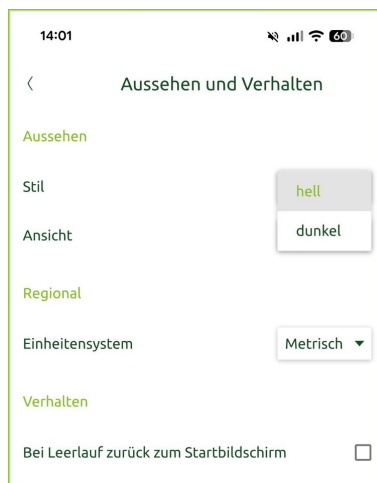 14:01
60
Aussehen und Verhalten
Aussehen
Stil
hell
dunkel
Ansicht
Regional
Einheitensystem
Metrisch
Verhalten
Bei Leerlauf zurück zum Startbildschirm